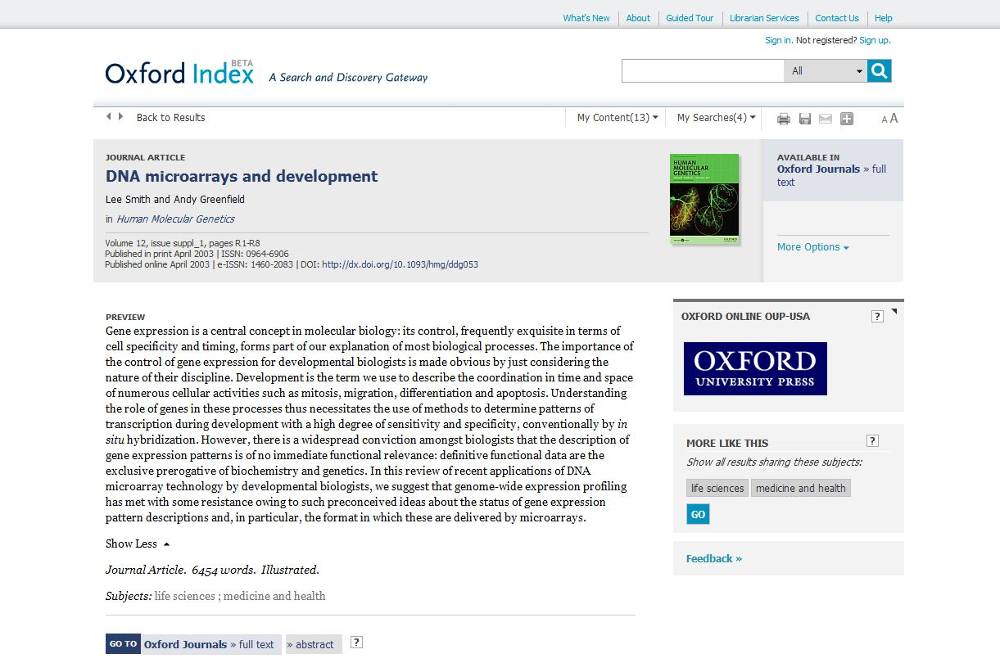 What's New
About
Guided Tour
Librarian Services
Contact Us
Help
Sign in. Not registered? Sign up.
Oxford Index BETA A Search and Discovery Gateway
All
Back to Results
My Content(13)
My Searches(4)
A A
JOURNAL ARTICLE
DNA microarrays and development
Lee Smith and Andy Greenfield
in Human Molecular Genetics
Volume 12, issue suppl_1, pages R1-R8
Published in print April 2003 | ISSN: 0964-6906
Published online April 2003 | e-ISSN: 1460-2083 | DOI: http://dx.doi.org/10.1093/hmg/ddg053
HUMAN
MOLECULAR
GENETICS
OXFORD
AVAILABLE IN
Oxford Journals » full
text
More Options
PREVIEW
Gene expression is a central concept in molecular biology: its control, frequently exquisite in terms of
cell specificity and timing, forms part of our explanation of most biological processes. The importance of
the control of gene expression for developmental biologists is made obvious by just considering the
nature of their discipline. Development is the term we use to describe the coordination in time and space
of numerous cellular activities such as mitosis, migration, differentiation and apoptosis. Understanding
the role of genes in these processes thus necessitates the use of methods to determine patterns of
transcription during development with a high degree of sensitivity and specificity, conventionally by in
situ hybridization. However, there is a widespread conviction amongst biologists that the description of
gene expression patterns is of no immediate functional relevance: definitive functional data are the
exclusive prerogative of biochemistry and genetics. In this review of recent applications of DNA
microarray technology by developmental biologists, we suggest that genome-wide expression profiling
has met with some resistance owing to such preconceived ideas about the status of gene expression
pattern descriptions and, in particular, the format in which these are delivered by microarrays.
Show Less
Journal Article. 6454 words. Illustrated.
Subjects: life sciences ; medicine and health
GO TO Oxford Journals » full text » abstract ?
OXFORD ONLINE OUP-USA ?
OXFORD
UNIVERSITY PRESS
MORE LIKE THIS ?
Show all results sharing these subjects:
life sciences
medicine and health
GO
Feedback »